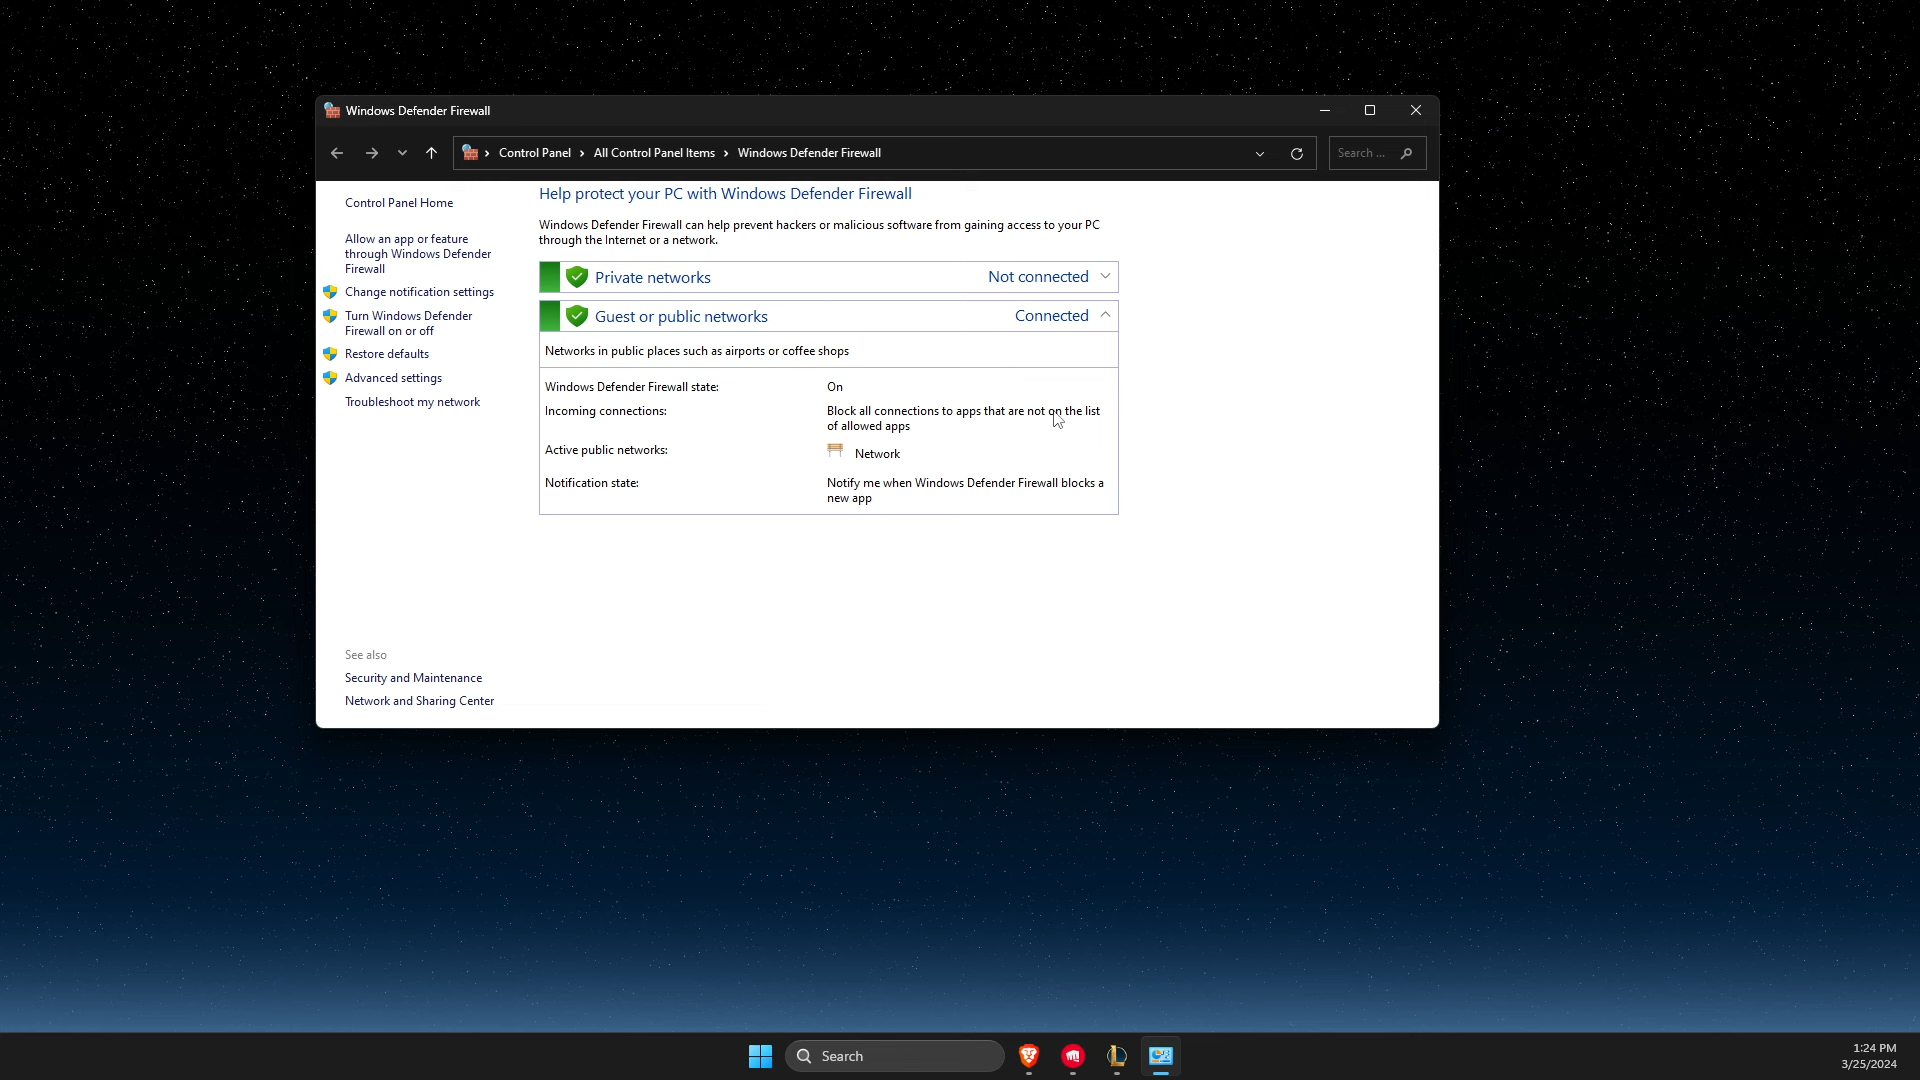 Windows Defender Firewall
Control Panel
All Control Panel Items
Windows Defender Firewall
Search ...
Control Panel Home
Allow an app or feature
through Windows Defender
Firewall
Change notification settings
Turn Windows Defender
Firewall on or off
Restore defaults
Advanced settings
Troubleshoot my network
See also
Security and Maintenance
Network and Sharing Center
Help protect your PC with Windows Defender Firewall
Windows Defender Firewall can help prevent hackers or malicious software from gaining access to your PC
through the Internet or a network.
Private networks
Not connected
Guest or public networks
Connected
Networks in public places such as airports or coffee shops
Windows Defender Firewall state:
On
Incoming connections:
Block all connections to apps that are not on the list
of allowed apps
Active public networks:
Network
Notification state:
Notify me when Windows Defender Firewall blocks a
new app
Search
1:24 PM
3/25/2024